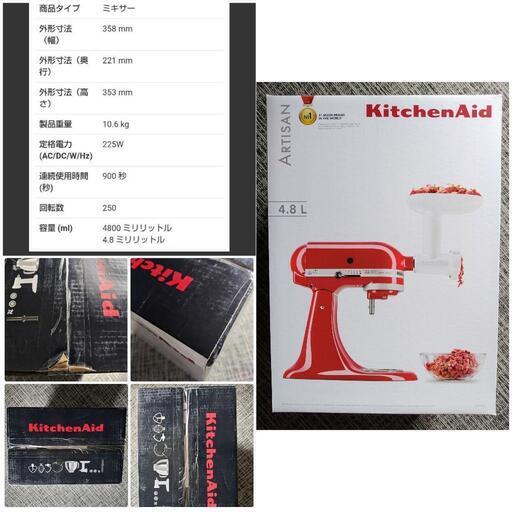 商品タイプ ミキサー
外形寸法（幅） 358 mm
外形寸法（奥行） 221 mm
外形寸法（高さ） 353 mm
製品重量 10.6 kg
定格電力 (AC/DC/W/Hz) 225W
連続使用時間 (秒) 900 秒
回転数 250
容量 (ml) 4800 ミリリットル
4.8 ミリリットル
KitchenAid
KitchenAid
KitchenAid
ARTISAN
No1
KitchenAid
4.8 L